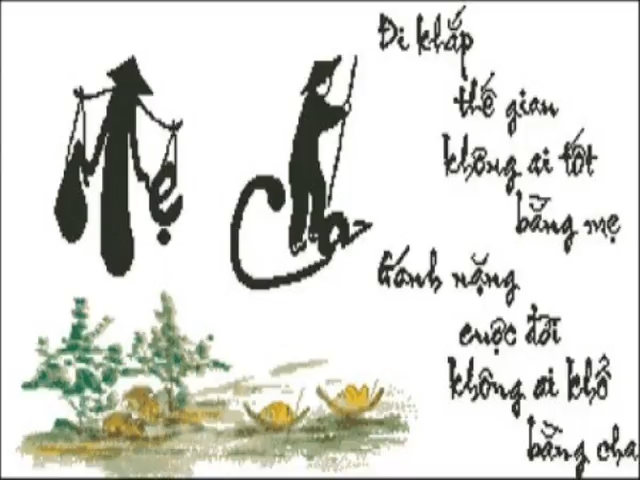 Mẹ Cha
Đi khắp
thế gian
không ai tốt
bằng mẹ
Gánh nặng
cuộc đời
không ai khổ
bằng cha